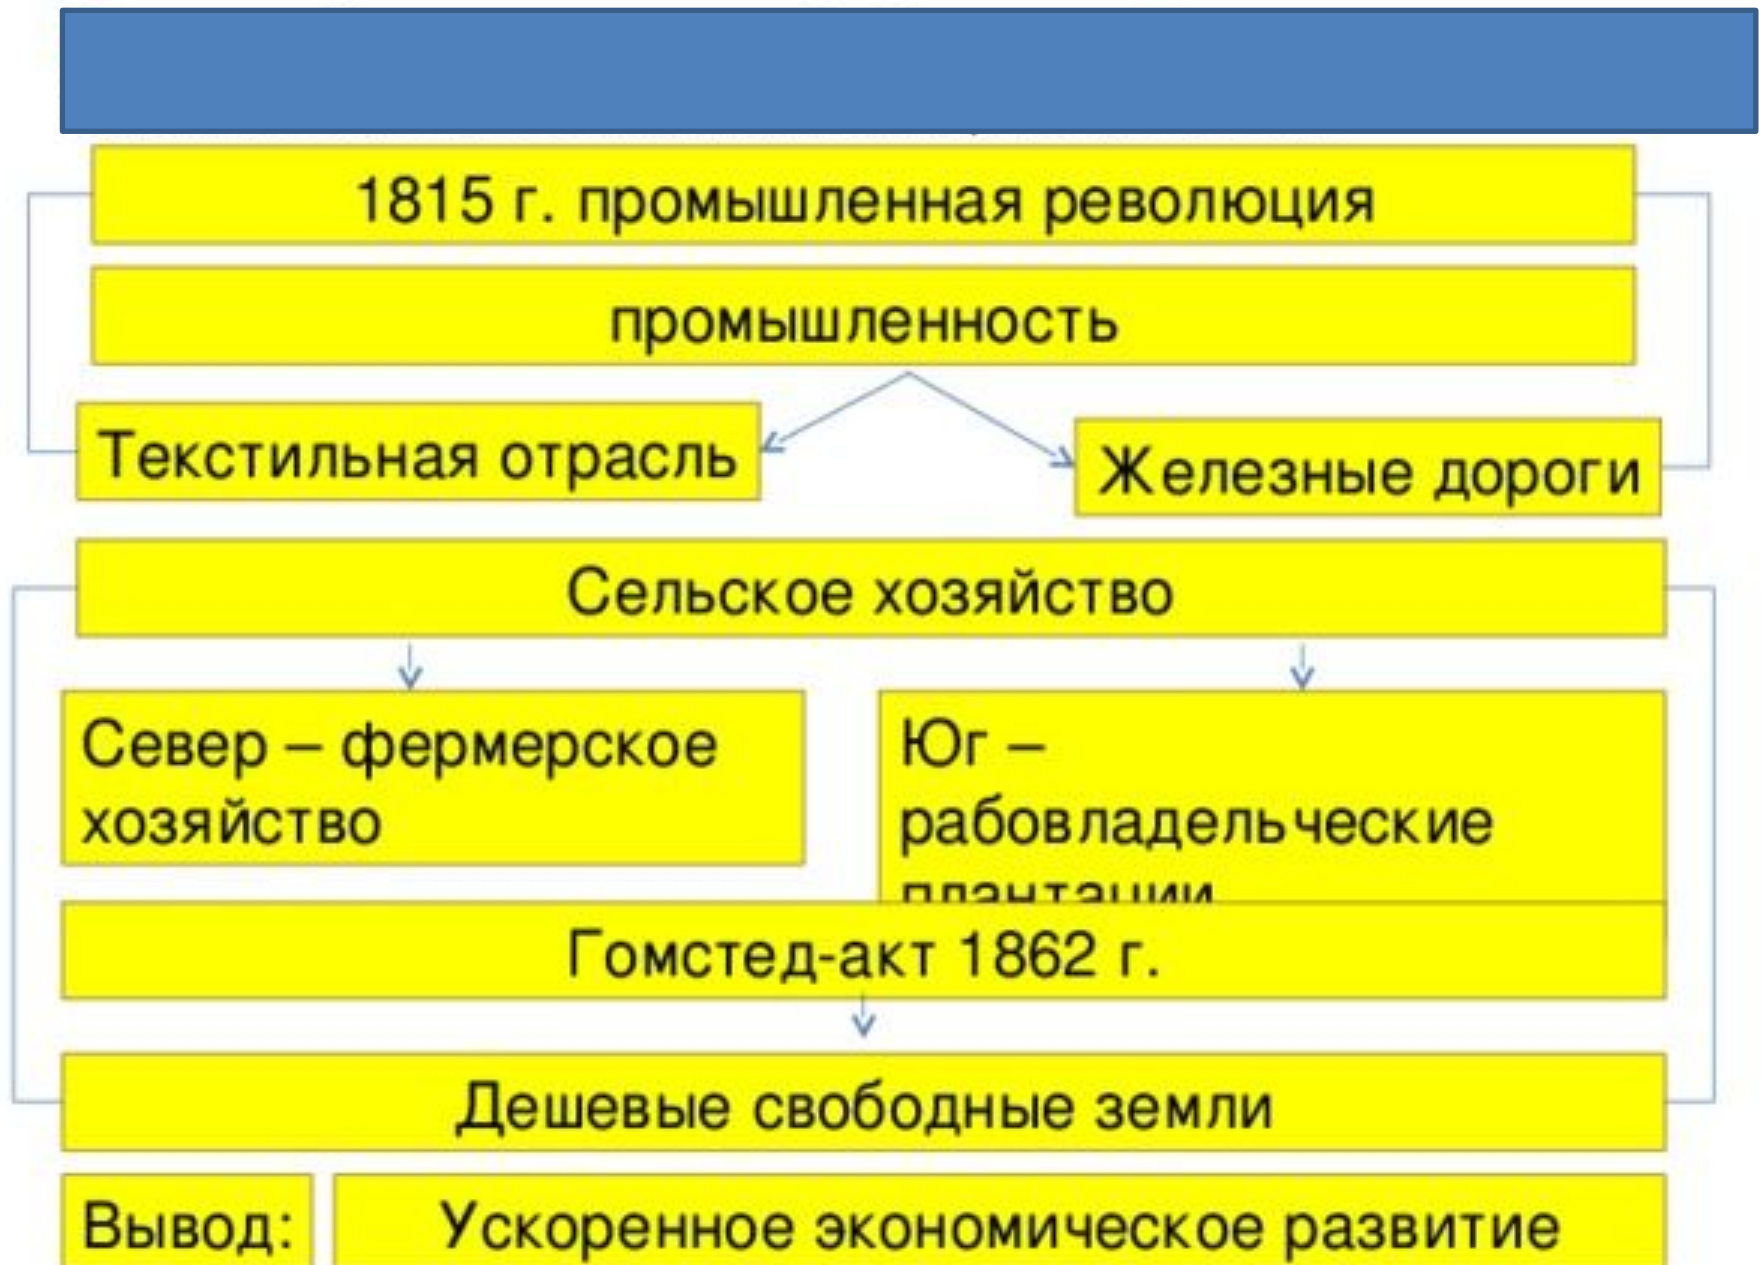 1815 г. промышленная революция
промышленность
Текстильная отрасль
Железные дороги
Сельское хозяйство
Север – фермерское
хозяйство
Юг –
рабовладельческие
плантации
Гомстед-акт 1862 г.
Дешевые свободные земли
Вывод:
Ускоренное экономическое развитие